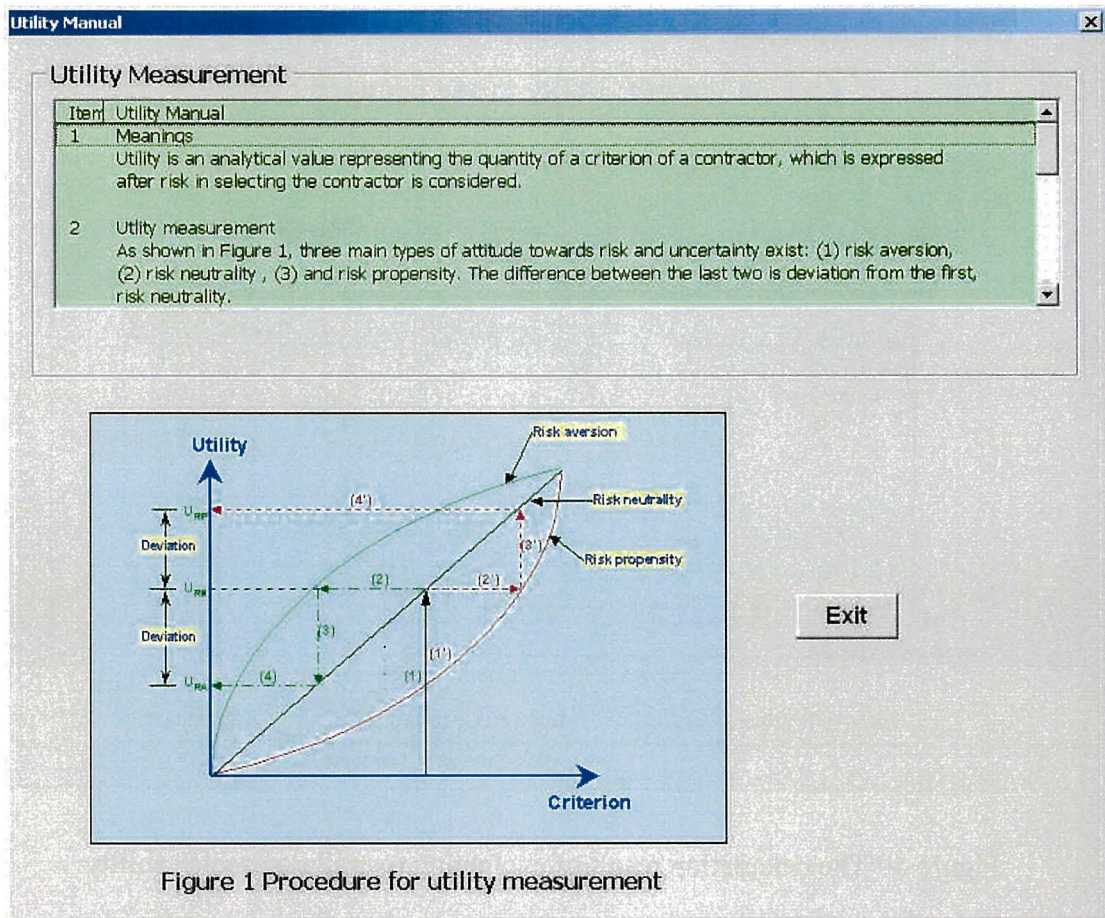 Utility Manual
Utility Measurement
Item Utility Manual
1 Meanings
Utility is an analytical value representing the quantity of a criterion of a contractor, which is expressed
after risk in selecting the contractor is considered.
2 Utlity measurement
As shown in Figure 1, three main types of attitude towards risk and uncertainty exist: (1) risk aversion,
(2) risk neutrality , (3) and risk propensity. The difference between the last two is deviation from the first,
risk neutrality.
Utility
Risk aversion
(4')
Risk neutrality
URP
Deviation
(3')
Risk propensity
(2)
(2')
URN
Exit
(3)
Deviation
(1')
(4)
(1)
URA
Criterion
Figure 1 Procedure for utility measurement